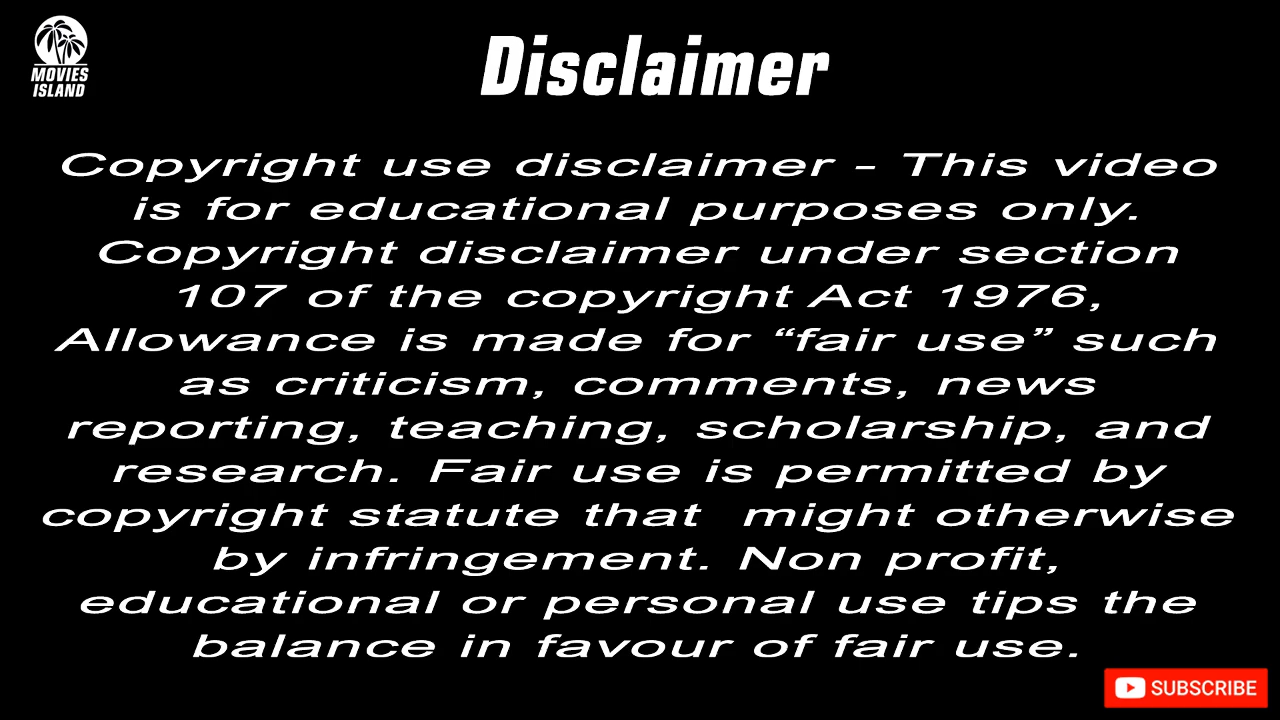 MOVIES
ISLAND
Disclaimer
Copyright use disclaimer – This video
is for educational purposes only.
Copyright disclaimer under section
107 of the copyright Act 1976,
Allowance is made for “fair use” such
as criticism, comments, news
reporting, teaching, scholarship, and
research. Fair use is permitted by
copyright statute that  might otherwise
by infringement. Non profit,
educational or personal use tips the
balance in favour of fair use.
SUBSCRIBE